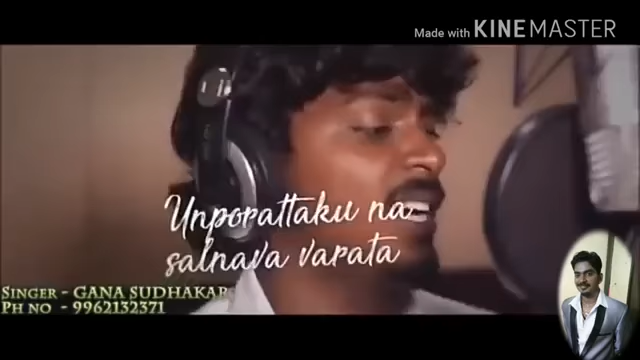 Made with KINEMASTER
Unporattaku na
salnava varata
SINGER - GANA SUDHAKAR
PH NO - 9962132371